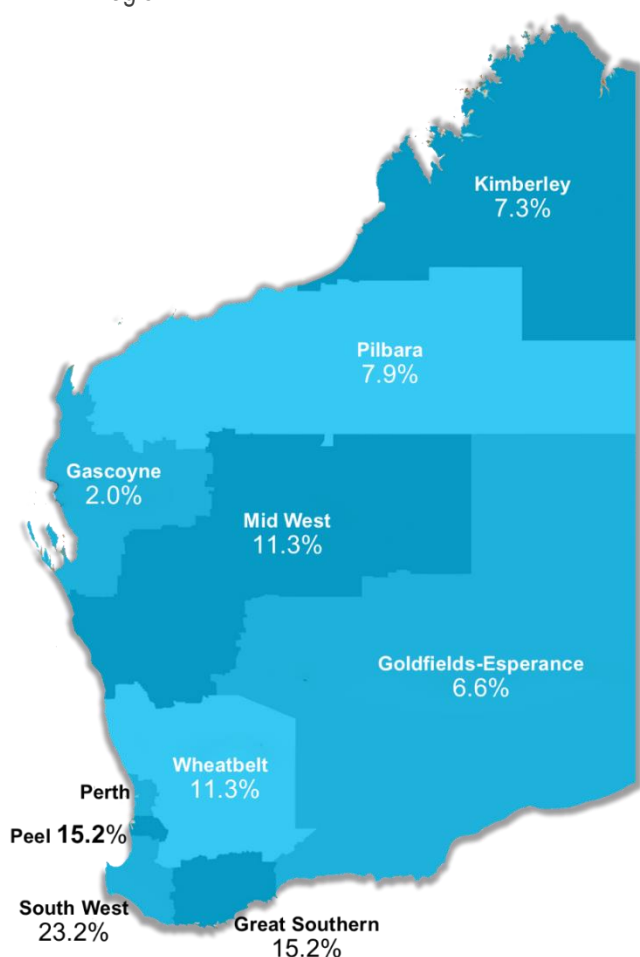 Kimberley
7.3%
Pilbara
7.9%
Gascoyne
2.0%
Mid West
11.3%
Goldfields-Esperance
6.6%
Wheatbelt
11.3%
Perth
Peel 15.2%
South West
23.2%
Great Southern
15.2%